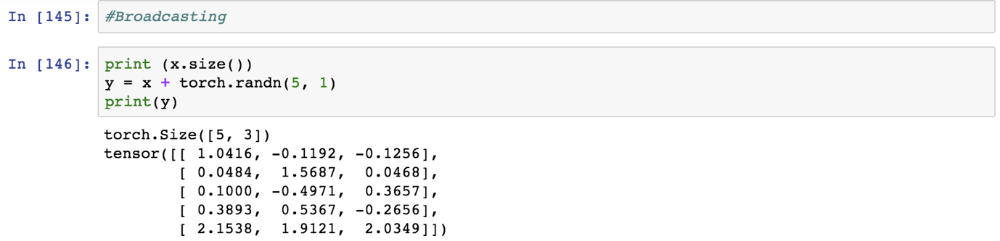 In [145]: #Broadcasting
In [146]: print (x.size())
y = x + torch.randn(5, 1)
print(y)
torch.Size([5, 3])
tensor([[ 1.0416, -0.1192, -0.1256],
[ 0.0484, 1.5687, 0.0468],
[ 0.1000, -0.4971, 0.3657],
[ 0.3893, 0.5367, -0.2656],
[ 2.1538, 1.9121, 2.0349]])